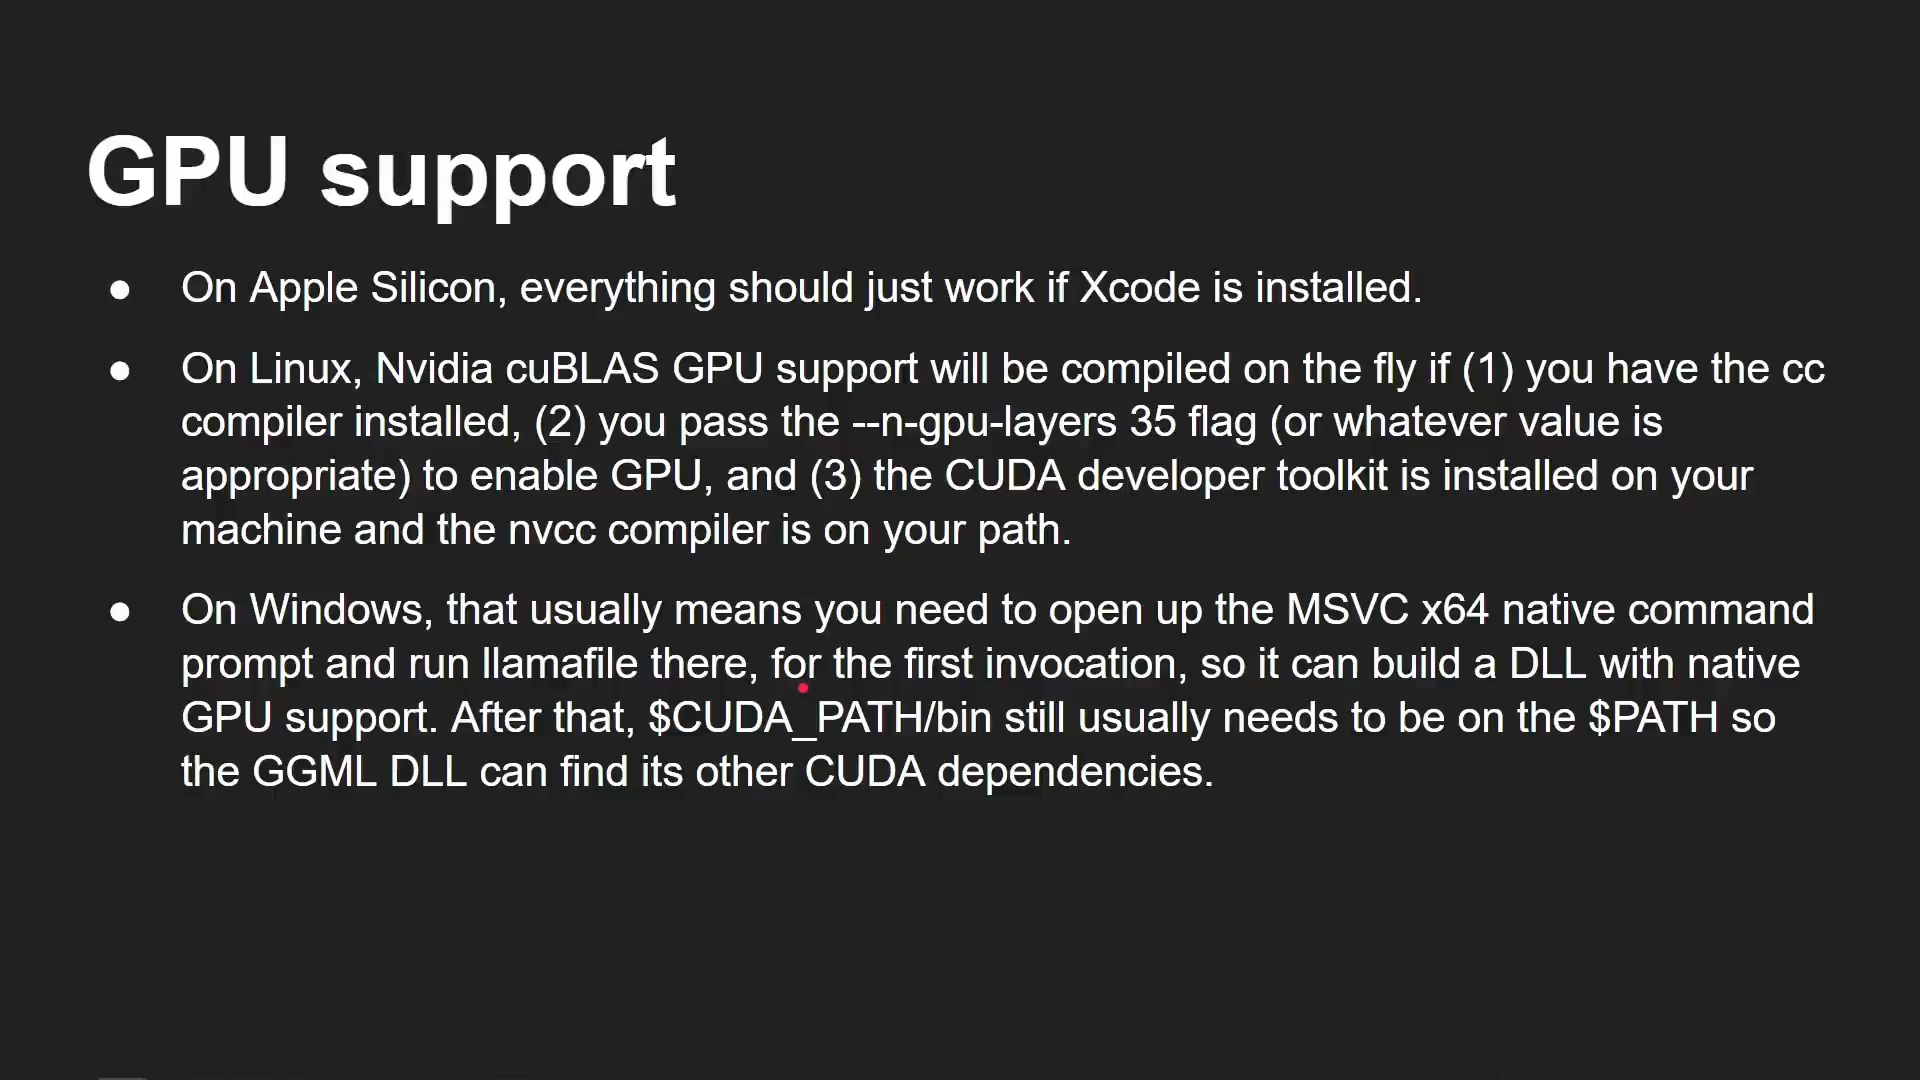 GPU support
● On Apple Silicon, everything should just work if Xcode is installed.
● On Linux, Nvidia cuBLAS GPU support will be compiled on the fly if (1) you have the cc
compiler installed, (2) you pass the --n-gpu-layers 35 flag (or whatever value is
appropriate) to enable GPU, and (3) the CUDA developer toolkit is installed on your
machine and the nvcc compiler is on your path.
● On Windows, that usually means you need to open up the MSVC x64 native command
prompt and run llamafile there, for the first invocation, so it can build a DLL with native
GPU support. After that, $CUDA_PATH/bin still usually needs to be on the $PATH so
the GGML DLL can find its other CUDA dependencies.